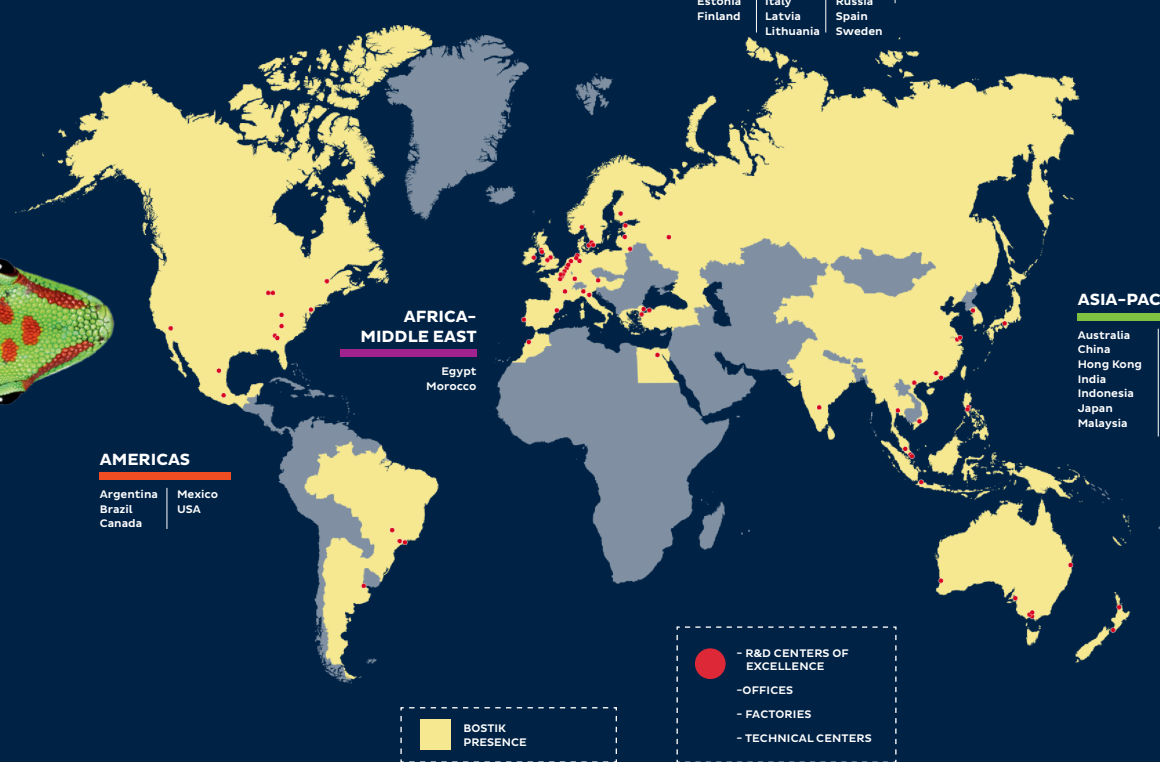 Estonia
Finland
Italy
Latvia
Lithuania
Russia
Spain
Sweden
AFRICA-
MIDDLE EAST
Egypt
Morocco
ASIA-PAC
Australia
China
Hong Kong
India
Indonesia
Japan
Malaysia
AMERICAS
Argentina
Brazil
Canada
Mexico
USA
- R&D CENTERS OF
EXCELLENCE
-OFFICES
- FACTORIES
- TECHNICAL CENTERS
BOSTIK
PRESENCE